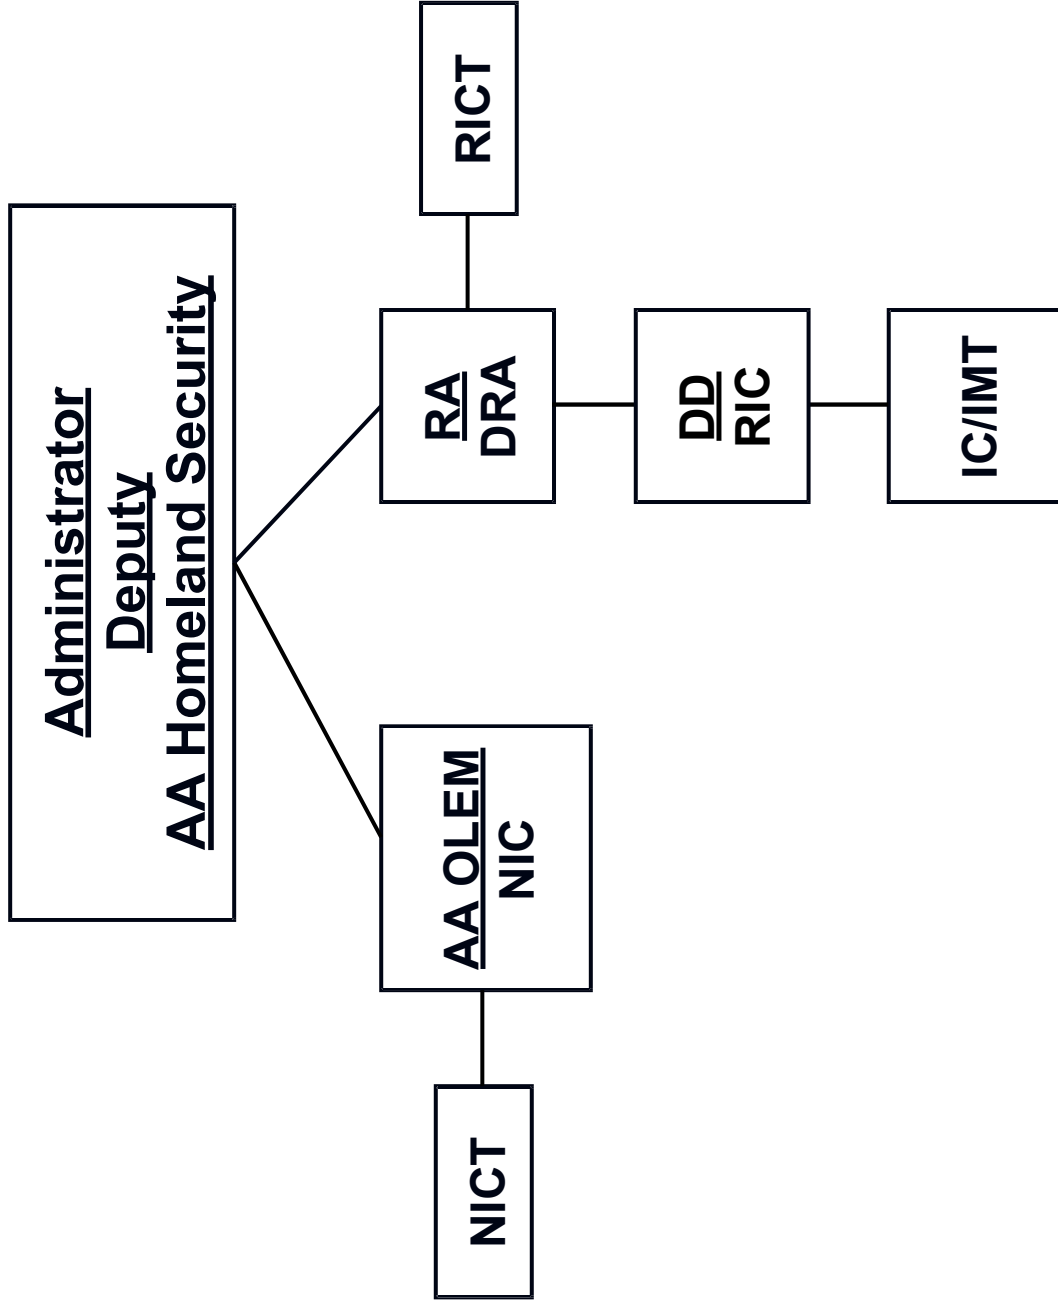 Administrator
Deputy
AA Homeland Security
AA OLEM
NIC
RA
DRA
NICT
RICT
DD
RIC
IC/IMT